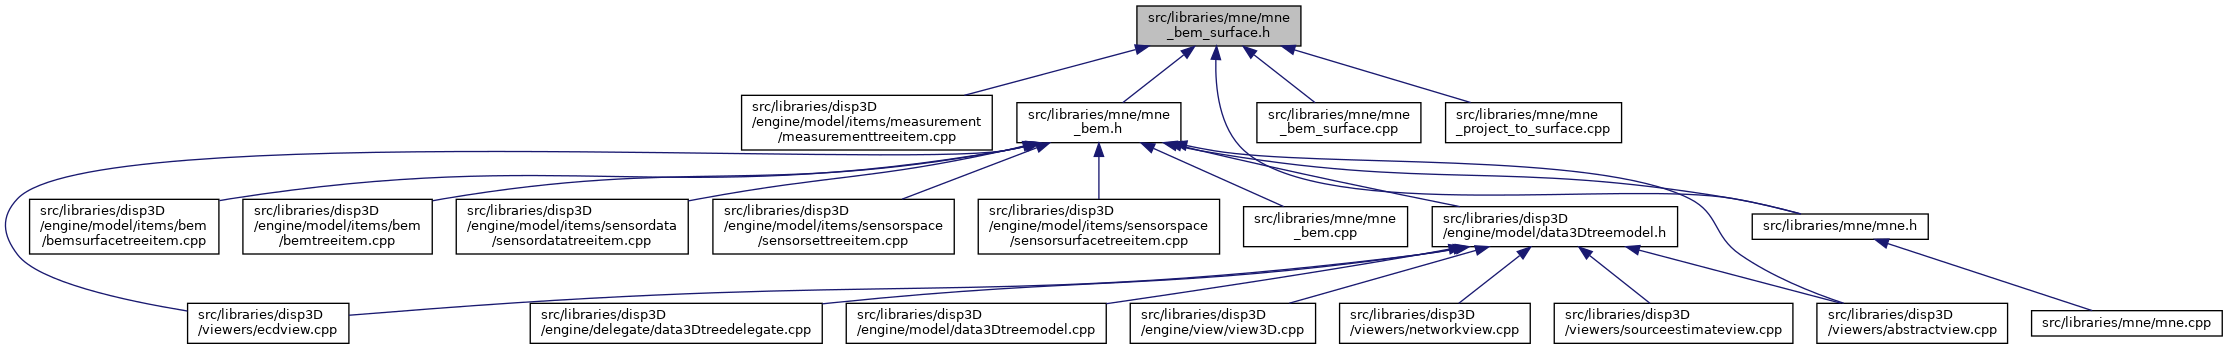 src/libraries/mne/mne
_bem_surface.h
src/libraries/disp3D
/engine/model/items/measurement
/measurementtreeitem.cpp
src/libraries/mne/mne
_bem.h
src/libraries/mne/mne
_bem_surface.cpp
src/libraries/mne/mne
_project_to_surface.cpp
src/libraries/disp3D
/engine/model/items/bem
/bemsurfacetreeitem.cpp
src/libraries/disp3D
/engine/model/items/bem
/bemtreeitem.cpp
src/libraries/disp3D
/engine/model/items/sensordata
/sensordatatreeitem.cpp
src/libraries/disp3D
/engine/model/items/sensorspace
/sensorsettreeitem.cpp
src/libraries/disp3D
/engine/model/items/sensorspace
/sensorsurfacetreeitem.cpp
src/libraries/mne/mne
_bem.cpp
src/libraries/disp3D
/engine/model/data3Dtreemodel.h
src/libraries/mne/mne.h
src/libraries/disp3D
/viewers/ecdview.cpp
src/libraries/disp3D
/engine/delegate/data3Dtreedelegate.cpp
src/libraries/disp3D
/engine/model/data3Dtreemodel.cpp
src/libraries/disp3D
/engine/view/view3D.cpp
src/libraries/disp3D
/viewers/networkview.cpp
src/libraries/disp3D
/viewers/sourceestimateview.cpp
src/libraries/disp3D
/viewers/abstractview.cpp
src/libraries/mne/mne.cpp